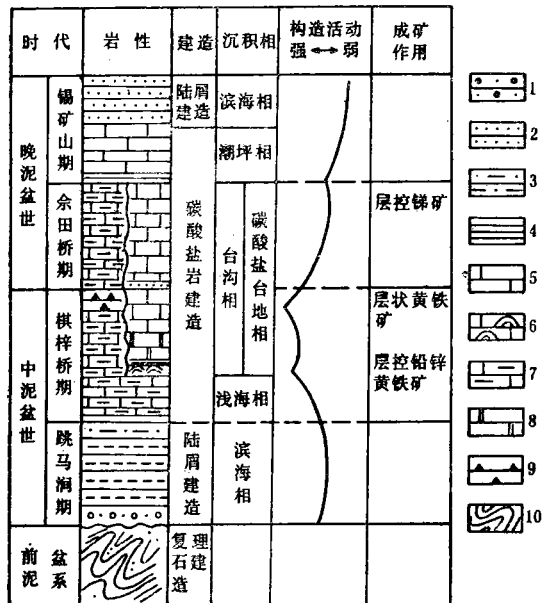 时 代
岩 性
建造
沉积相
构造活动
强 弱
成矿
作用
晚泥盆世
锡矿山期
陆屑
建造
滨海相
潮坪相
佘田桥期
碳酸盐岩建造
台沟相
碳酸盐台地相
层控锑矿
中泥盆世
棋梓桥期
层状黄铁
矿
层控铅锌
黄铁矿
浅海相
跳马涧期
陆屑建造
滨海相
前泥
盆系
复理
石建
造
1
2
3
4
5
6
7
8
9
10